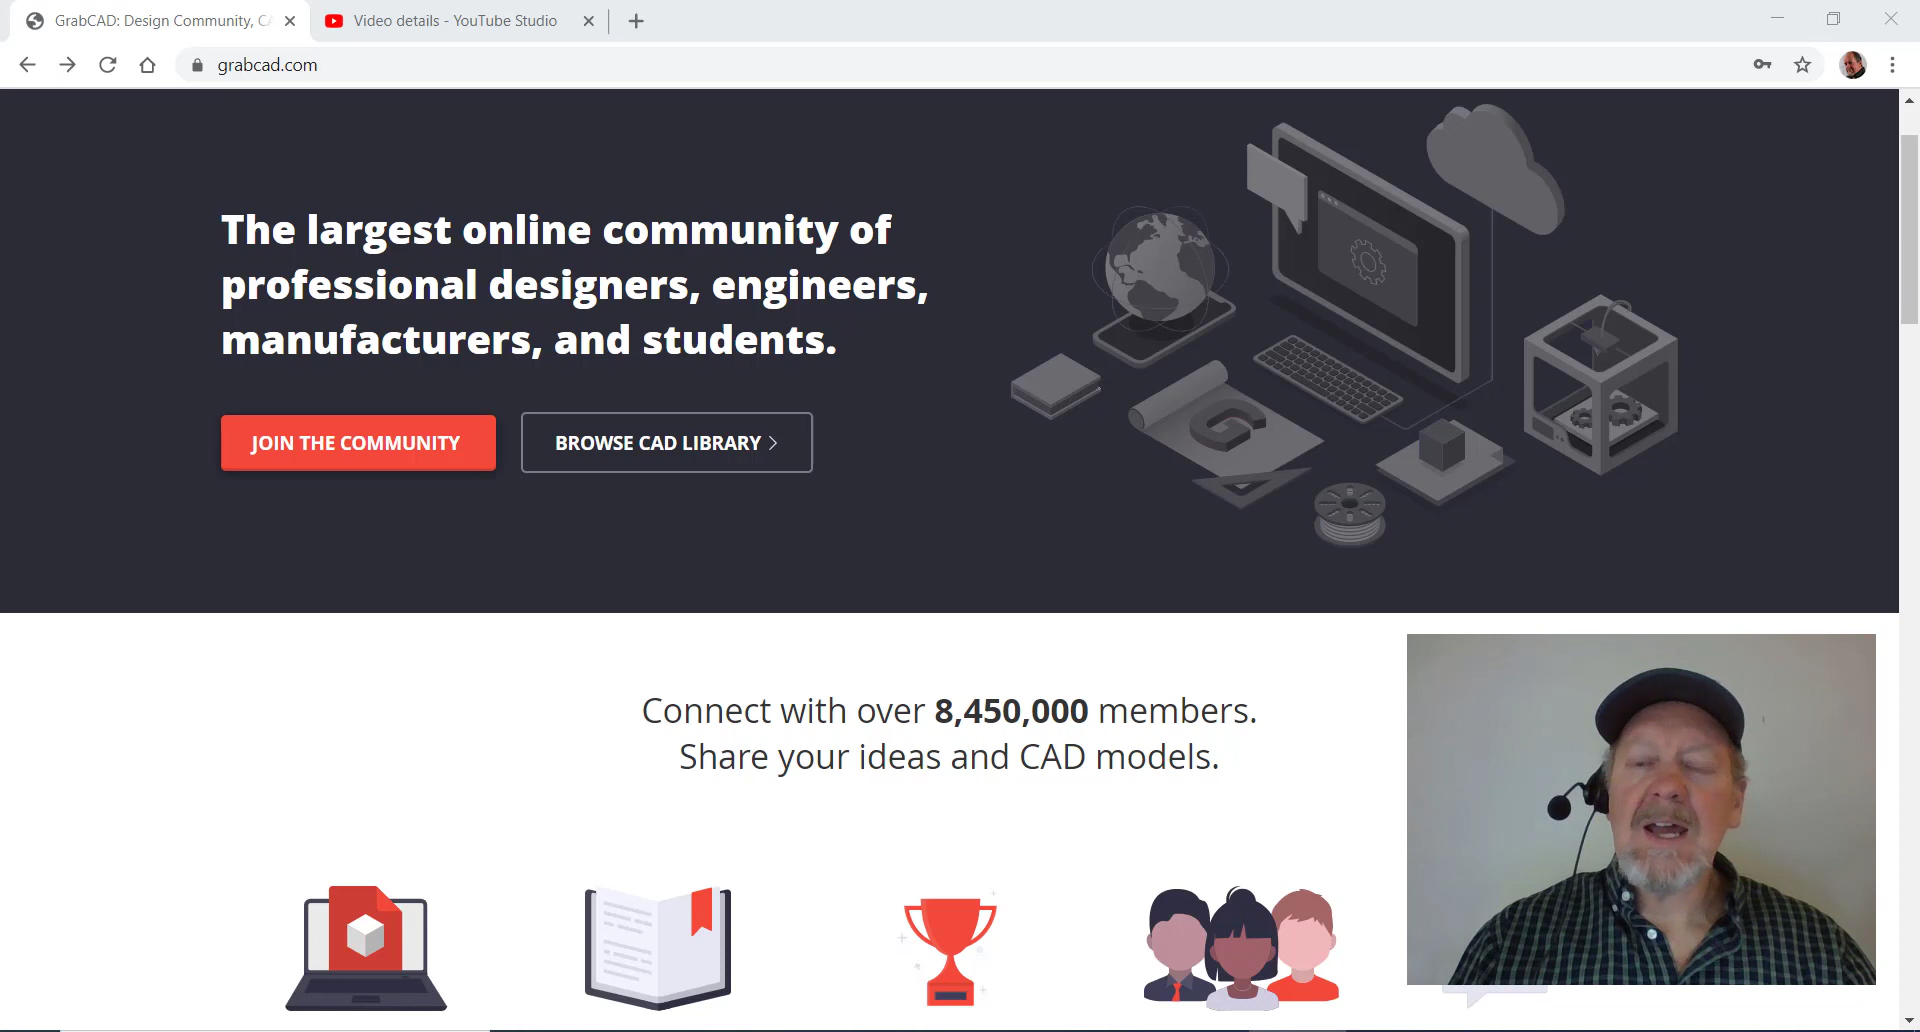 GrabCAD: Design Community, CA
Video details - YouTube Studio
grabcad.com
The largest online community of
professional designers, engineers,
manufacturers, and students.
JOIN THE COMMUNITY
BROWSE CAD LIBRARY
Connect with over 8,450,000 members.
Share your ideas and CAD models.